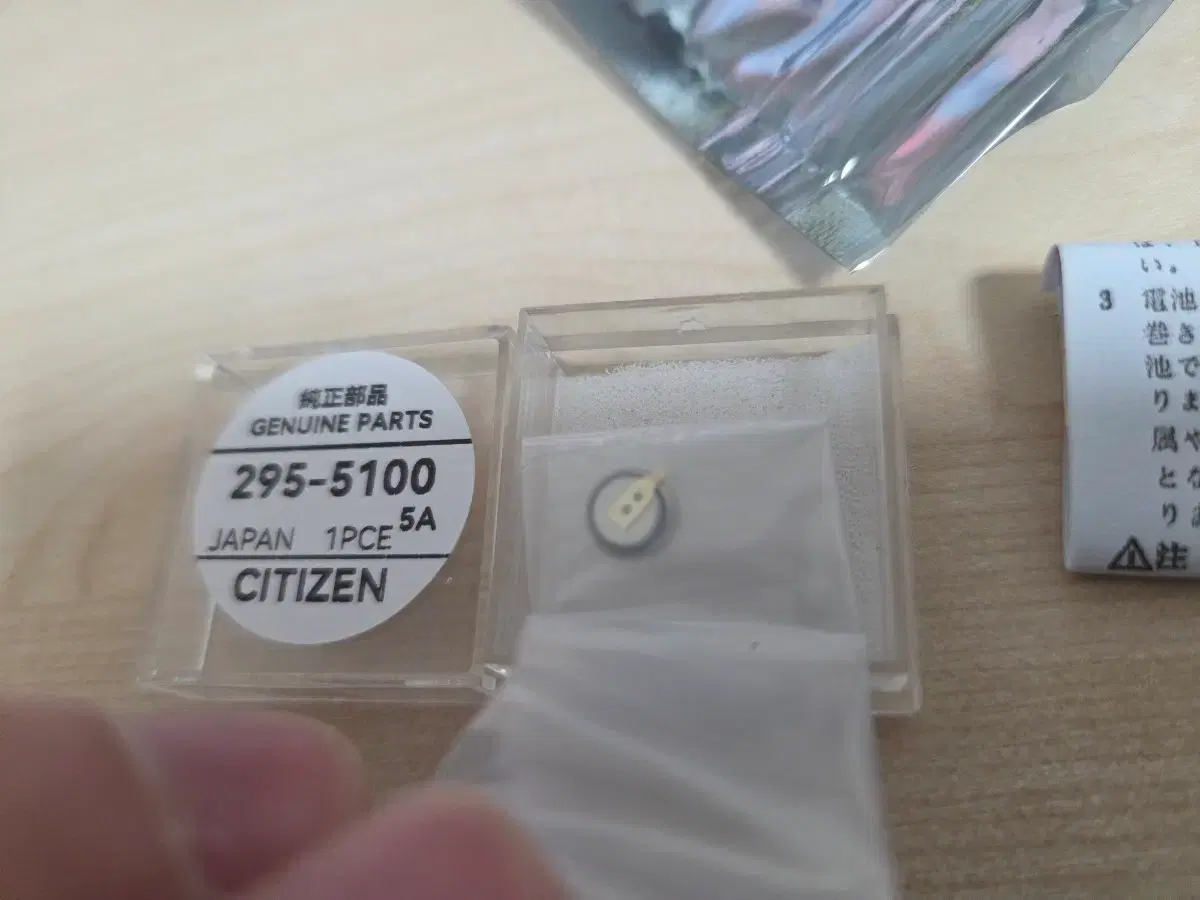 純正部品
GENUINE PARTS
295-5100
5A
JAPAN 1PCE
CITIZEN
い。
3 電池
巻き
池で
りま
属や
とな
りま
⚠注